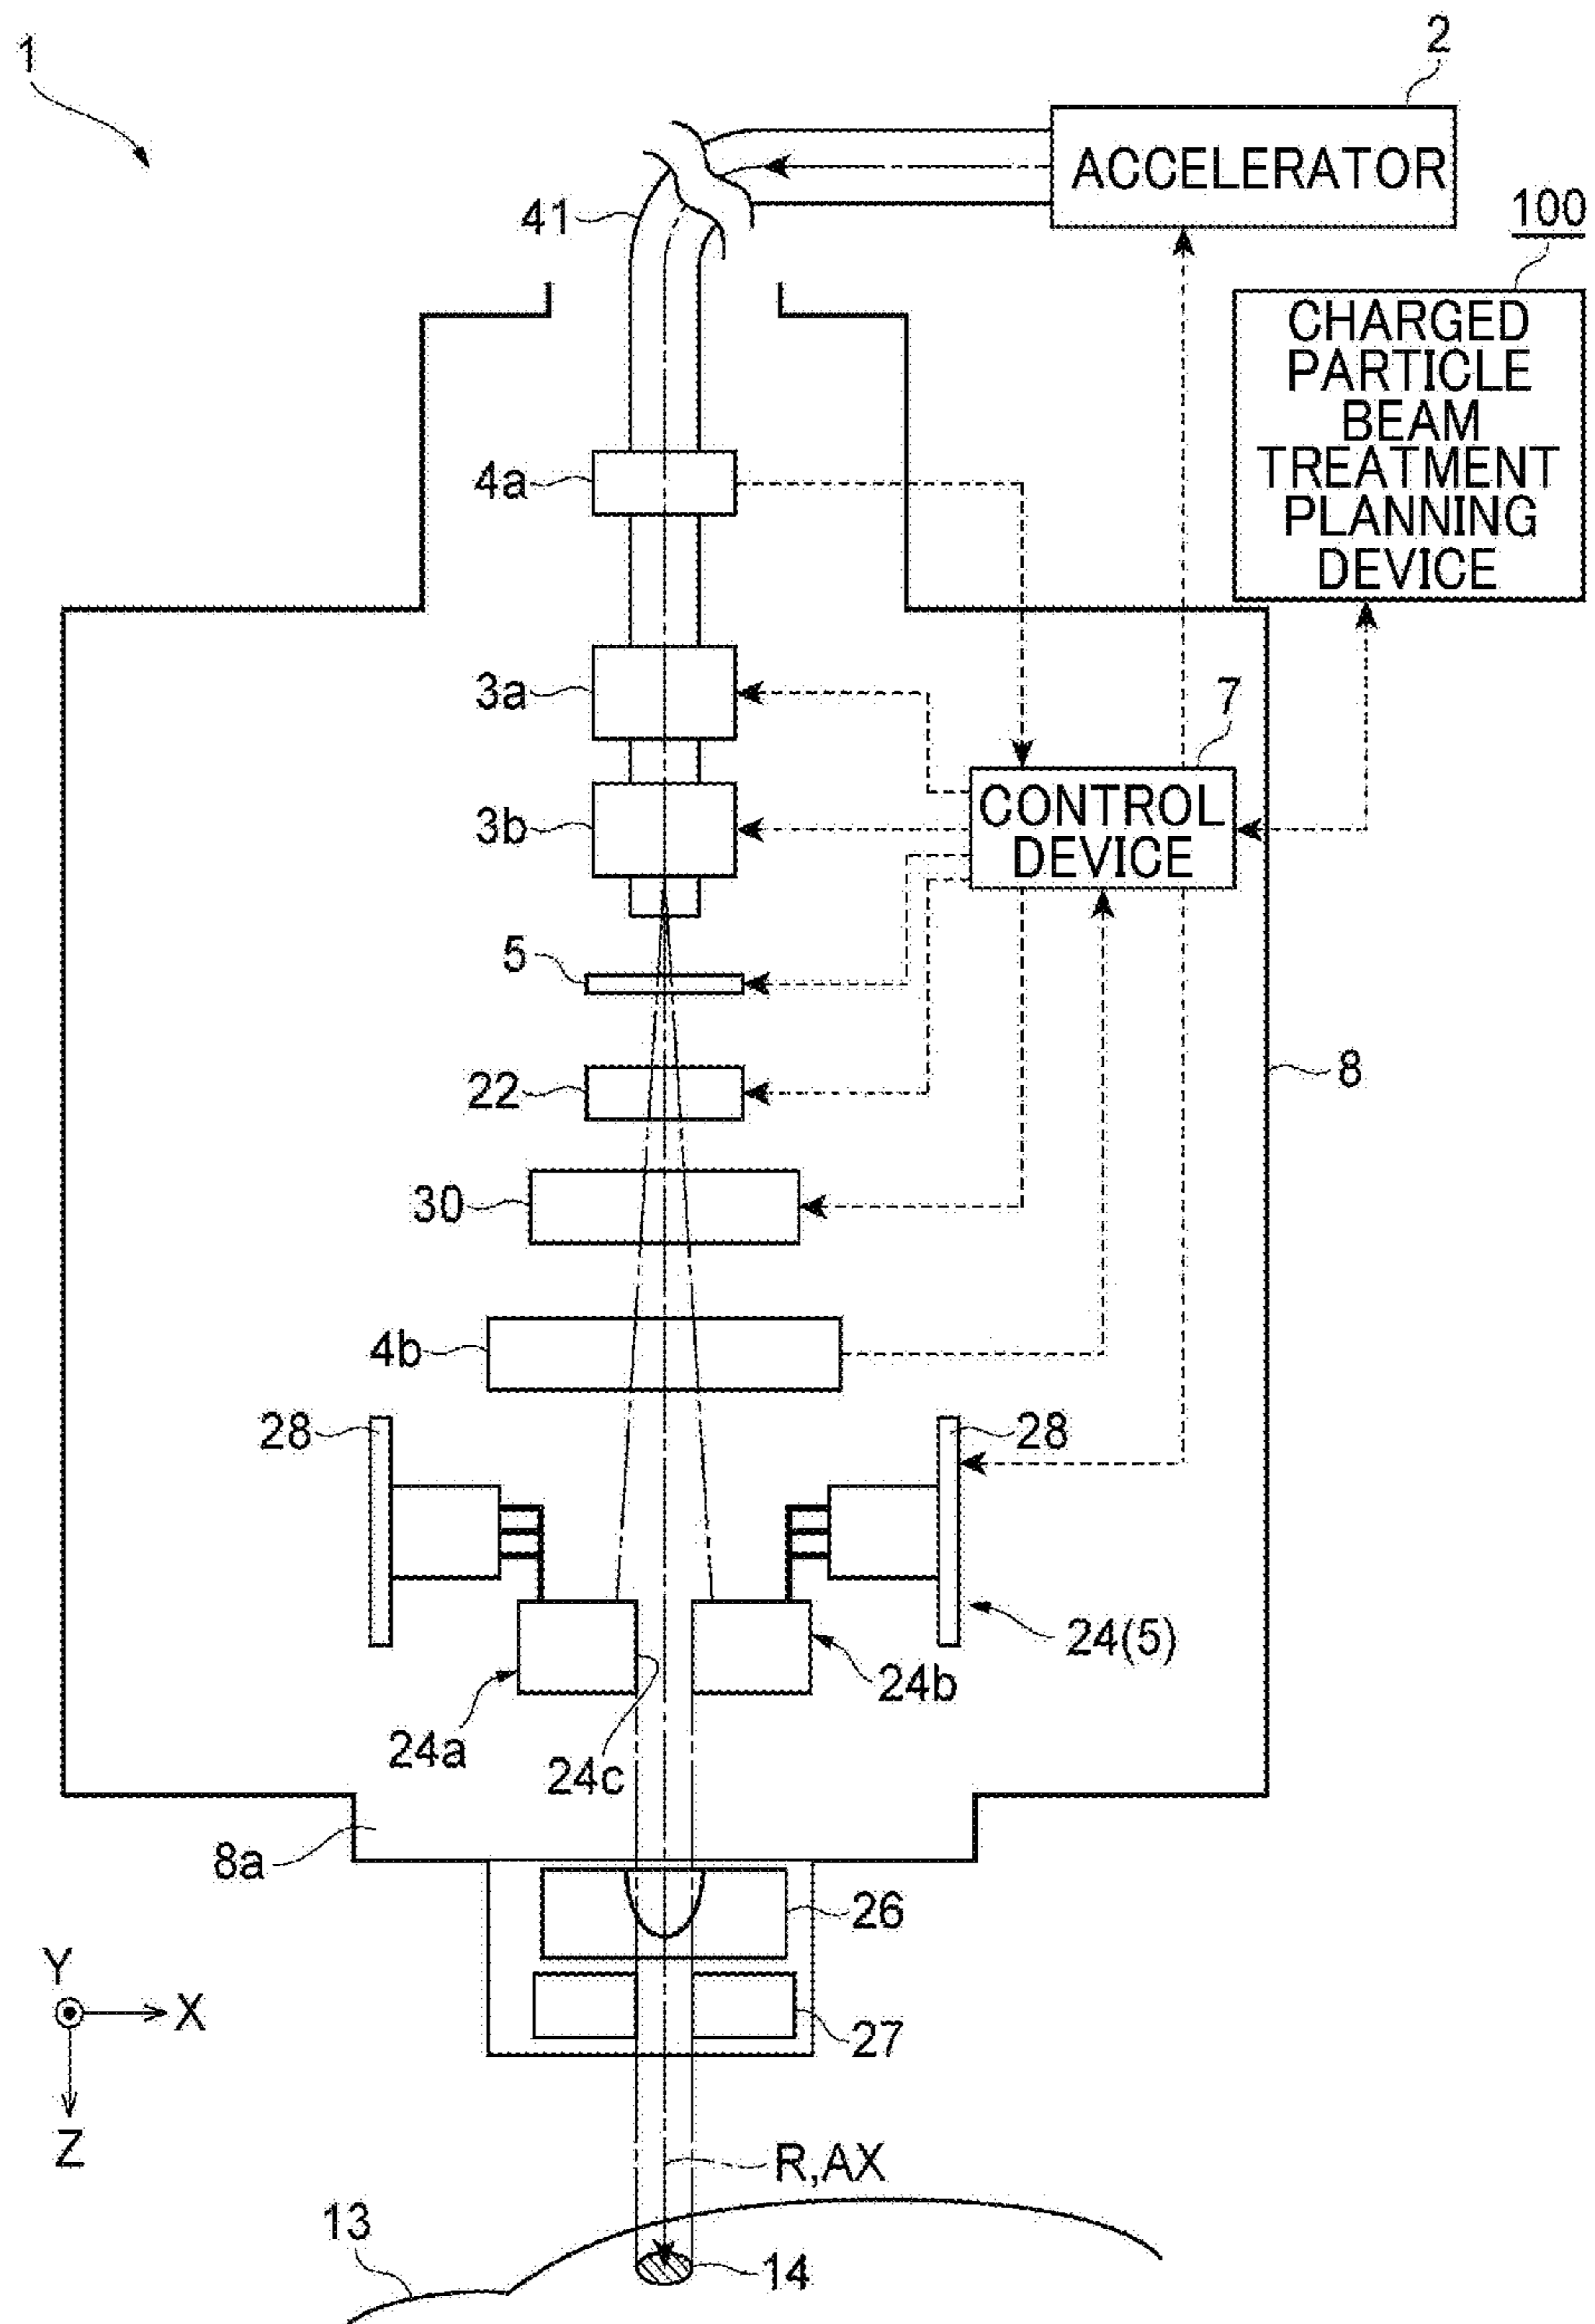 1
2
ACCELERATOR
41
100
CHARGED
PARTICLE
BEAM
TREATMENT
PLANNING
DEVICE
4a
3a
7
3b
CONTROL
DEVICE
5
22
8
30
4b
28
28
24(5)
24b
24a
24c
8a
26
Y
X
27
Z
R,AX
13
14